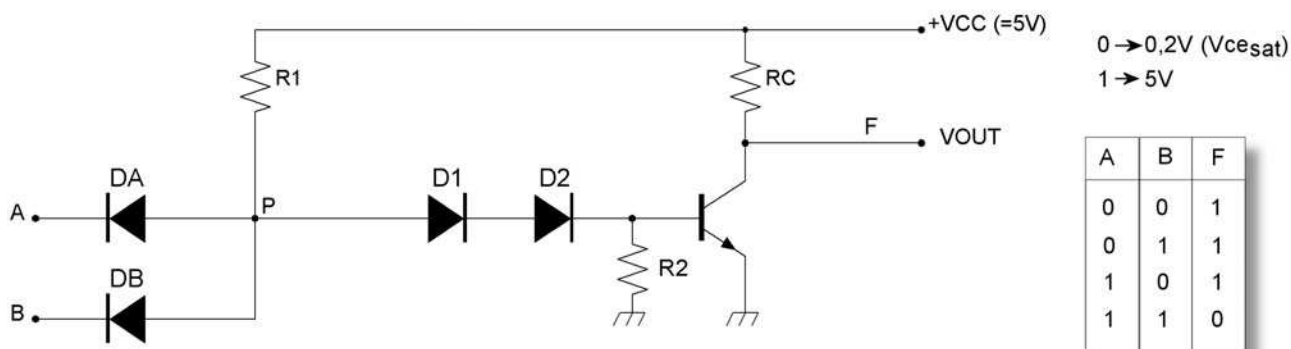 +VCC (=5V)
0 → 0,2V (Vcesat)
1 → 5V
R1
RC
F
VOUT
A
B
F
DA
D1
D2
A
P
0 0 1
0 1 1
R2
DB
1 0 1
B
1 1 0